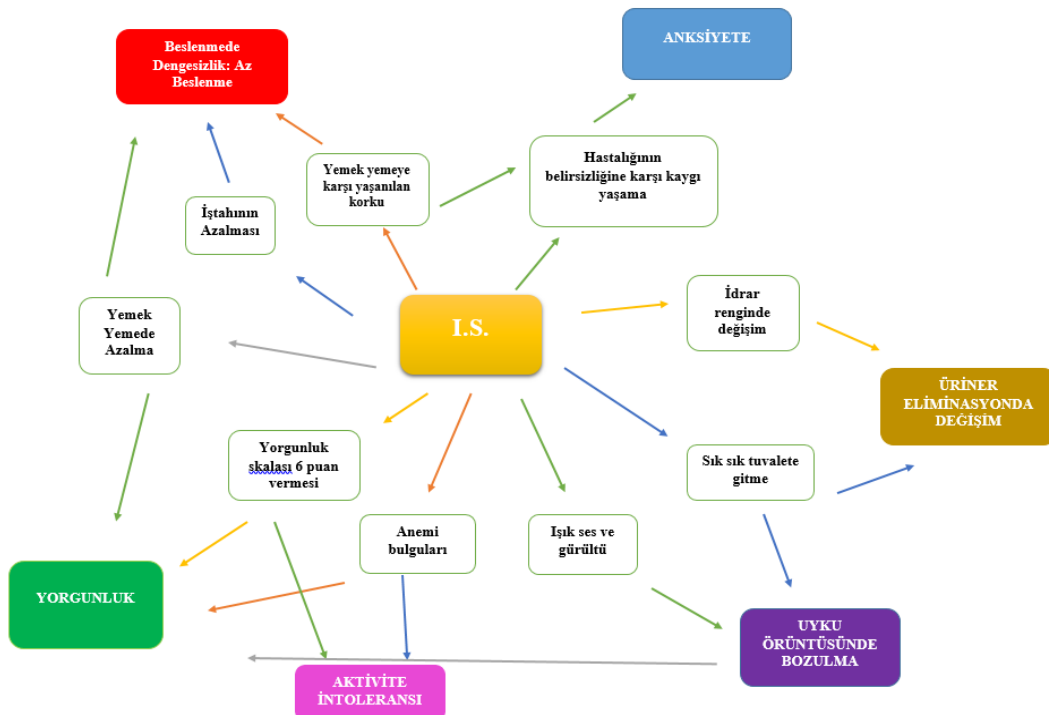 Beslenmede
Dengesizlik: Az
Beslenme
ANKSİYETE
Yemek yemeye
karşı yaşanılan
korku
Hastalığının
belirsizliğine karşı kaygı
yaşama
İştahının
Azalması
Yemek
Yemede
Azalma
I.S.
İdrar
renginde
değişim
ÜRİNER
ELİMİNASYONDA
DEĞİŞİM
Yorgunluk
skalası 6 puan
vermesi
Sık sık tuvalete
gitme
Anemi
bulguları
Işık ses ve
gürültü
YORGUNLUK
UYKU
ÖRÜNTÜSÜNDE
BOZULMA
AKTİVİTE
İNTOLERANSI